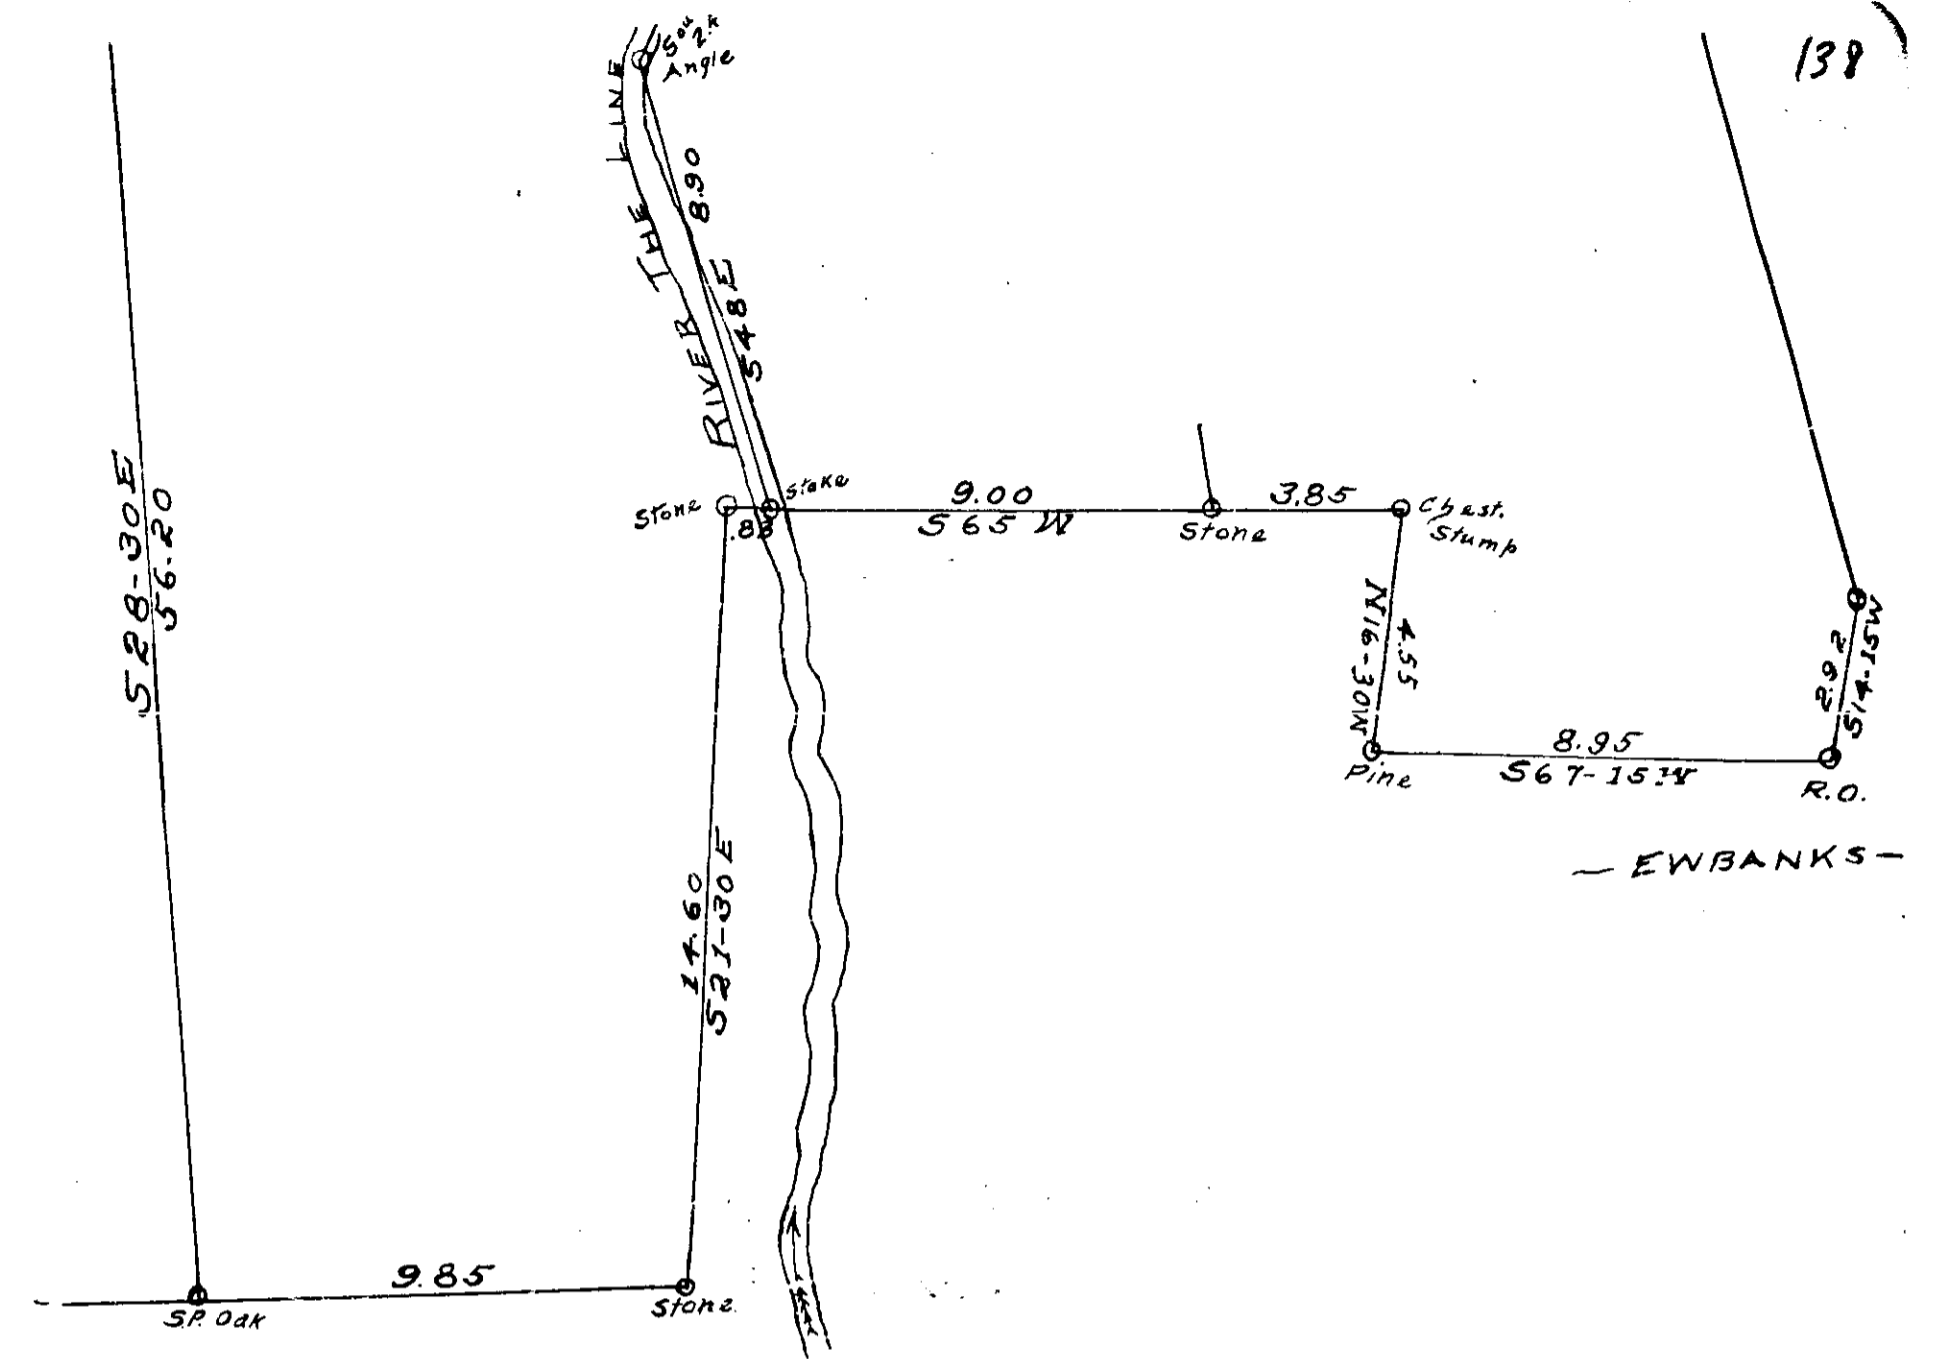 138
Angle
RIVER THE LINE
8.90
S48E
S28-30E
56.20
Stone
Stake
.83
9.00
S65W
Stone
3.85
Chest.
Stump
N16-30W
4.55
Pine
8.95
S67-15W
2.92
S14-15W
R.O.
— EWBANKS —
14.60
S21-30E
9.85
SP. Oak
Stone.